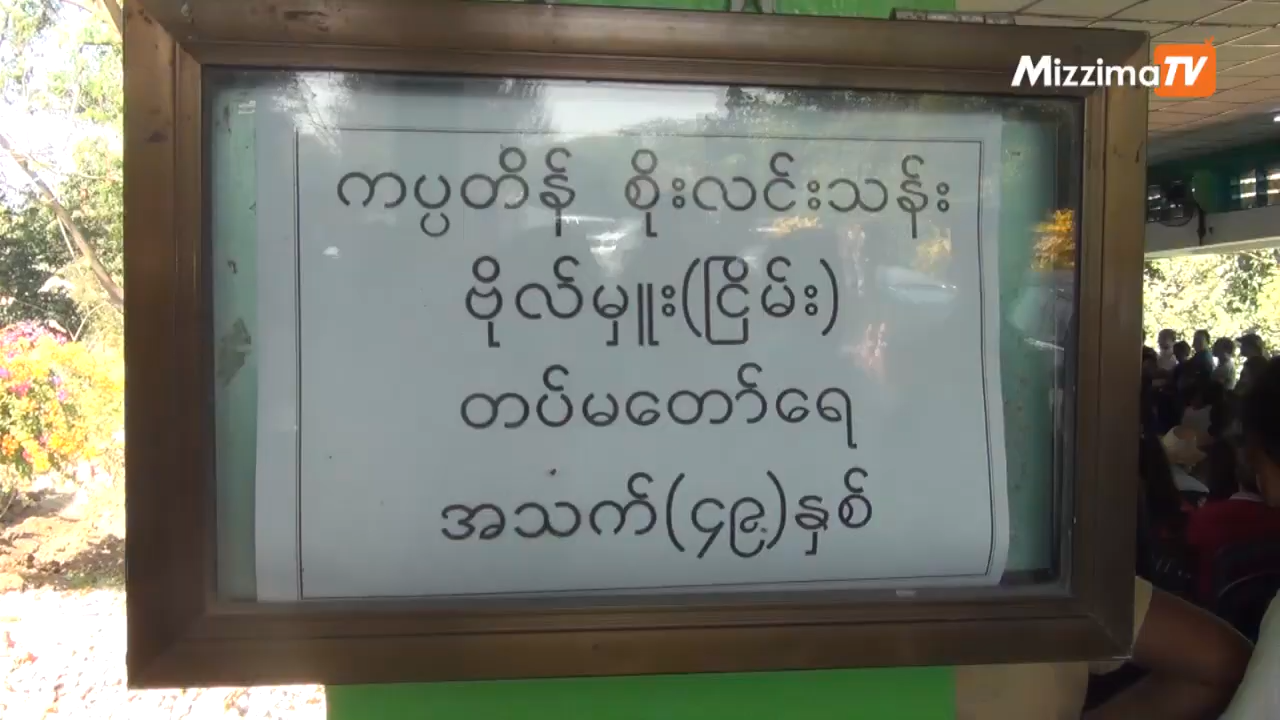 MizzimaTV
ကပ္ပတိန် စိုးလင်းသန်း
ဗိုလ်မှူး(ငြိမ်း)
တပ်မတော်ရေ
အသက်(၄၉)နှစ်